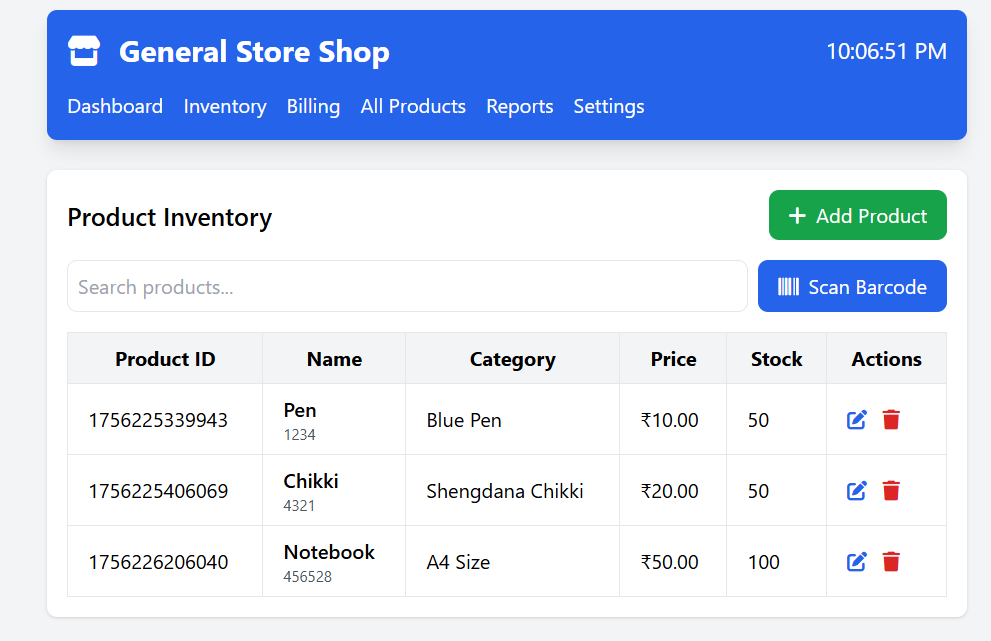 General Store Shop
10:06:51 PM
Dashboard Inventory Billing All Products Reports Settings
Product Inventory
Add Product
Search products...
Scan Barcode
Product ID Name Category Price Stock Actions
1756225339943 Pen Blue Pen ₹10.00 50
1234
1756225406069 Chikki Shengdana Chikki ₹20.00 50
4321
1756226206040 Notebook A4 Size ₹50.00 100
456528